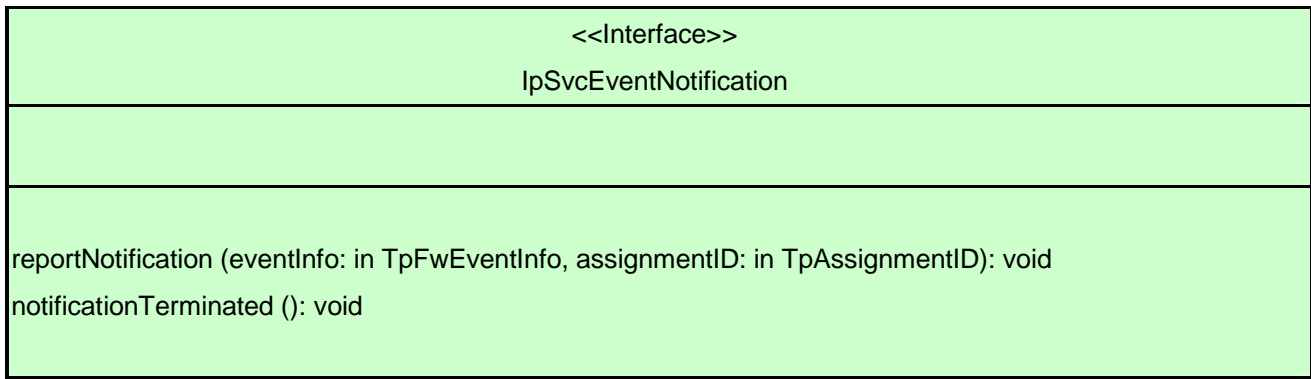 <<Interface>>
IpSvcEventNotification
reportNotification (eventInfo: in TpFwEventInfo, assignmentID: in TpAssignmentID): void
notificationTerminated (): void